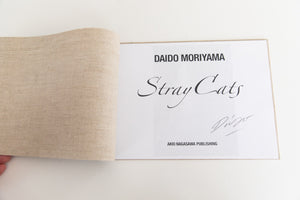 DAIDO MORIYAMA
Stray Cats
AKIO NAGASAWA PUBLISHING